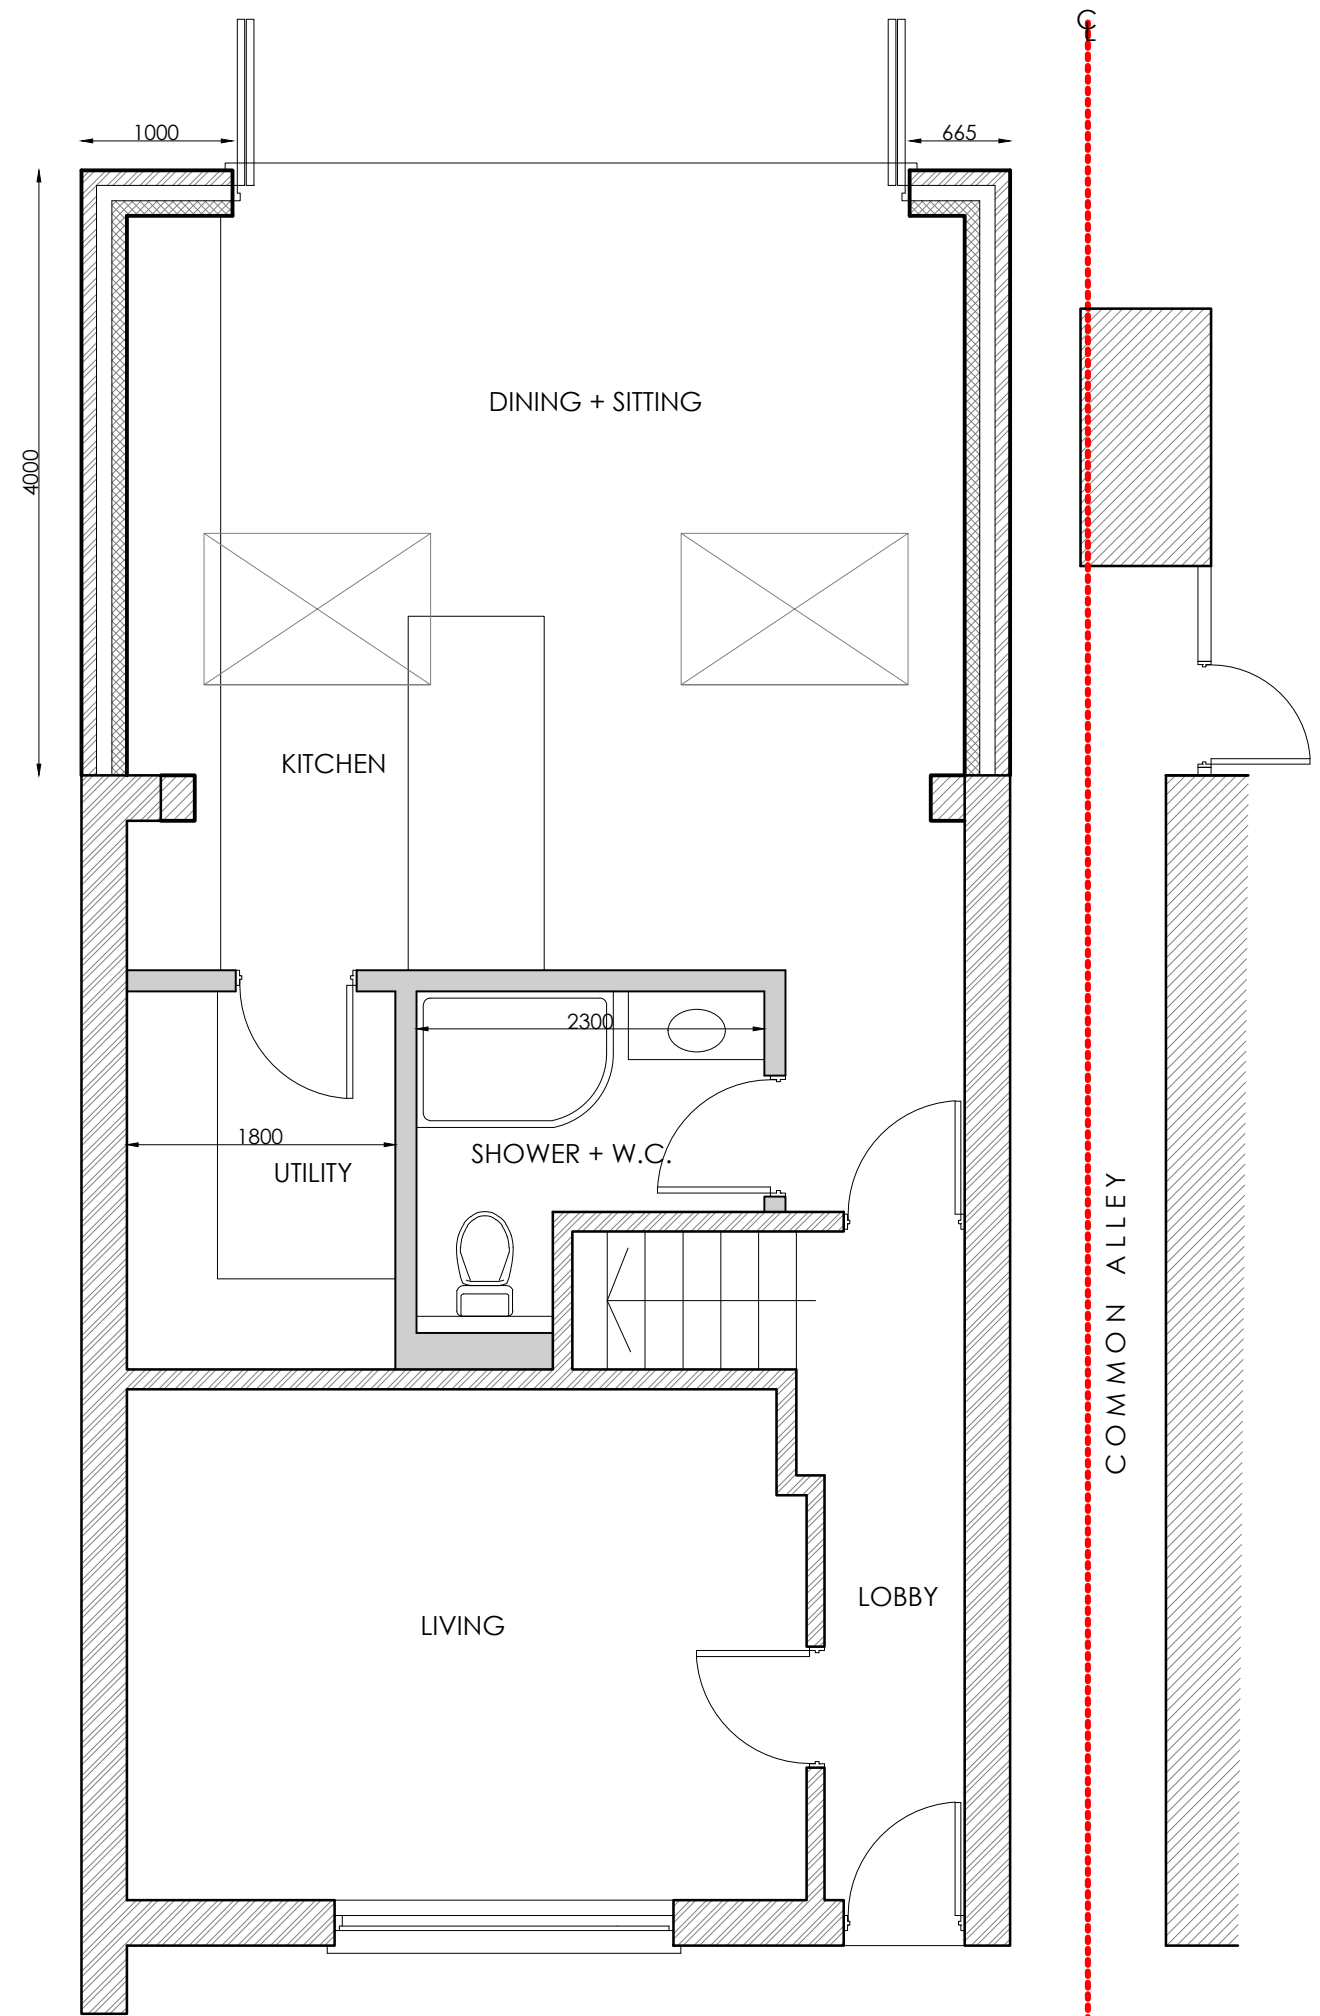 ℄
1000
665
4000
DINING + SITTING
KITCHEN
2300
1800
UTILITY
SHOWER + W.C.
COMMON ALLEY
LOBBY
LIVING